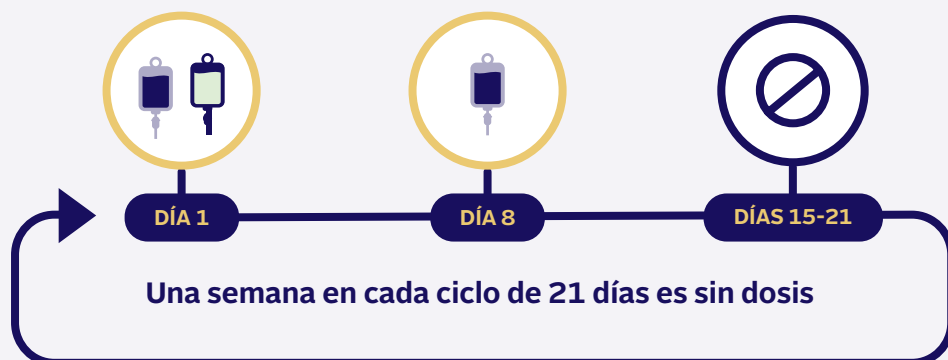 DÍA 1
DÍA 8
DÍAS 15-21
Una semana en cada ciclo de 21 días es sin dosis